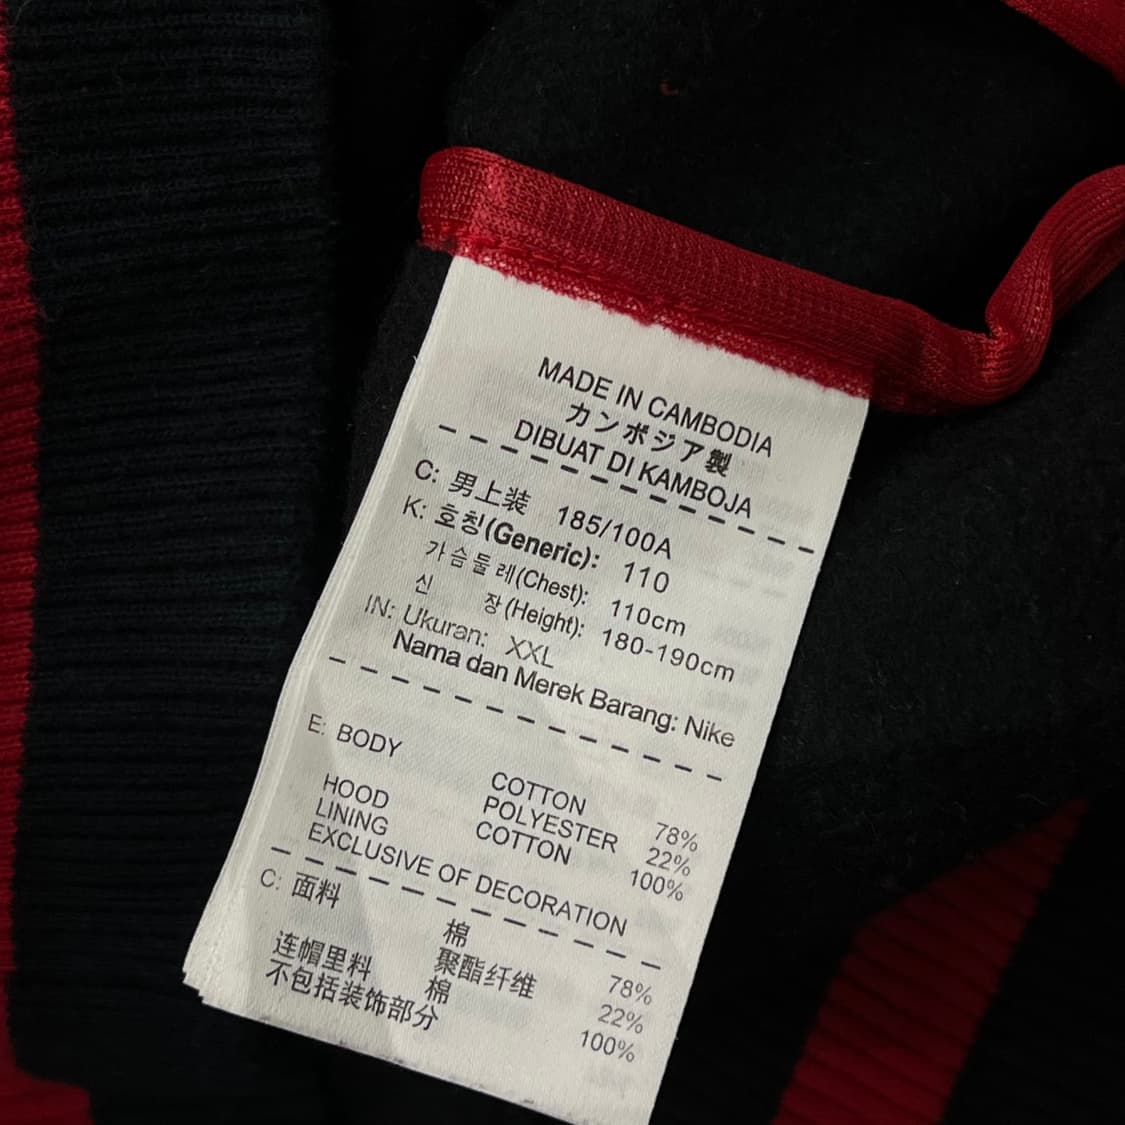 MADE IN CAMBODIA
カンボジア製
DIBUAT DI KAMBOJA
C: 男上装 185/100A
K: 호칭(Generic): 110
가슴둘레(Chest): 110cm
신 장(Height): 180-190cm
IN: Ukuran: XXL
Nama dan Merek Barang: Nike
E: BODY COTTON 78%
POLYESTER 22%
HOOD LINING COTTON 100%
EXCLUSIVE OF DECORATION
C: 面料 棉 78%
聚酯纤维 22%
连帽里料 棉 100%
不包括装饰部分